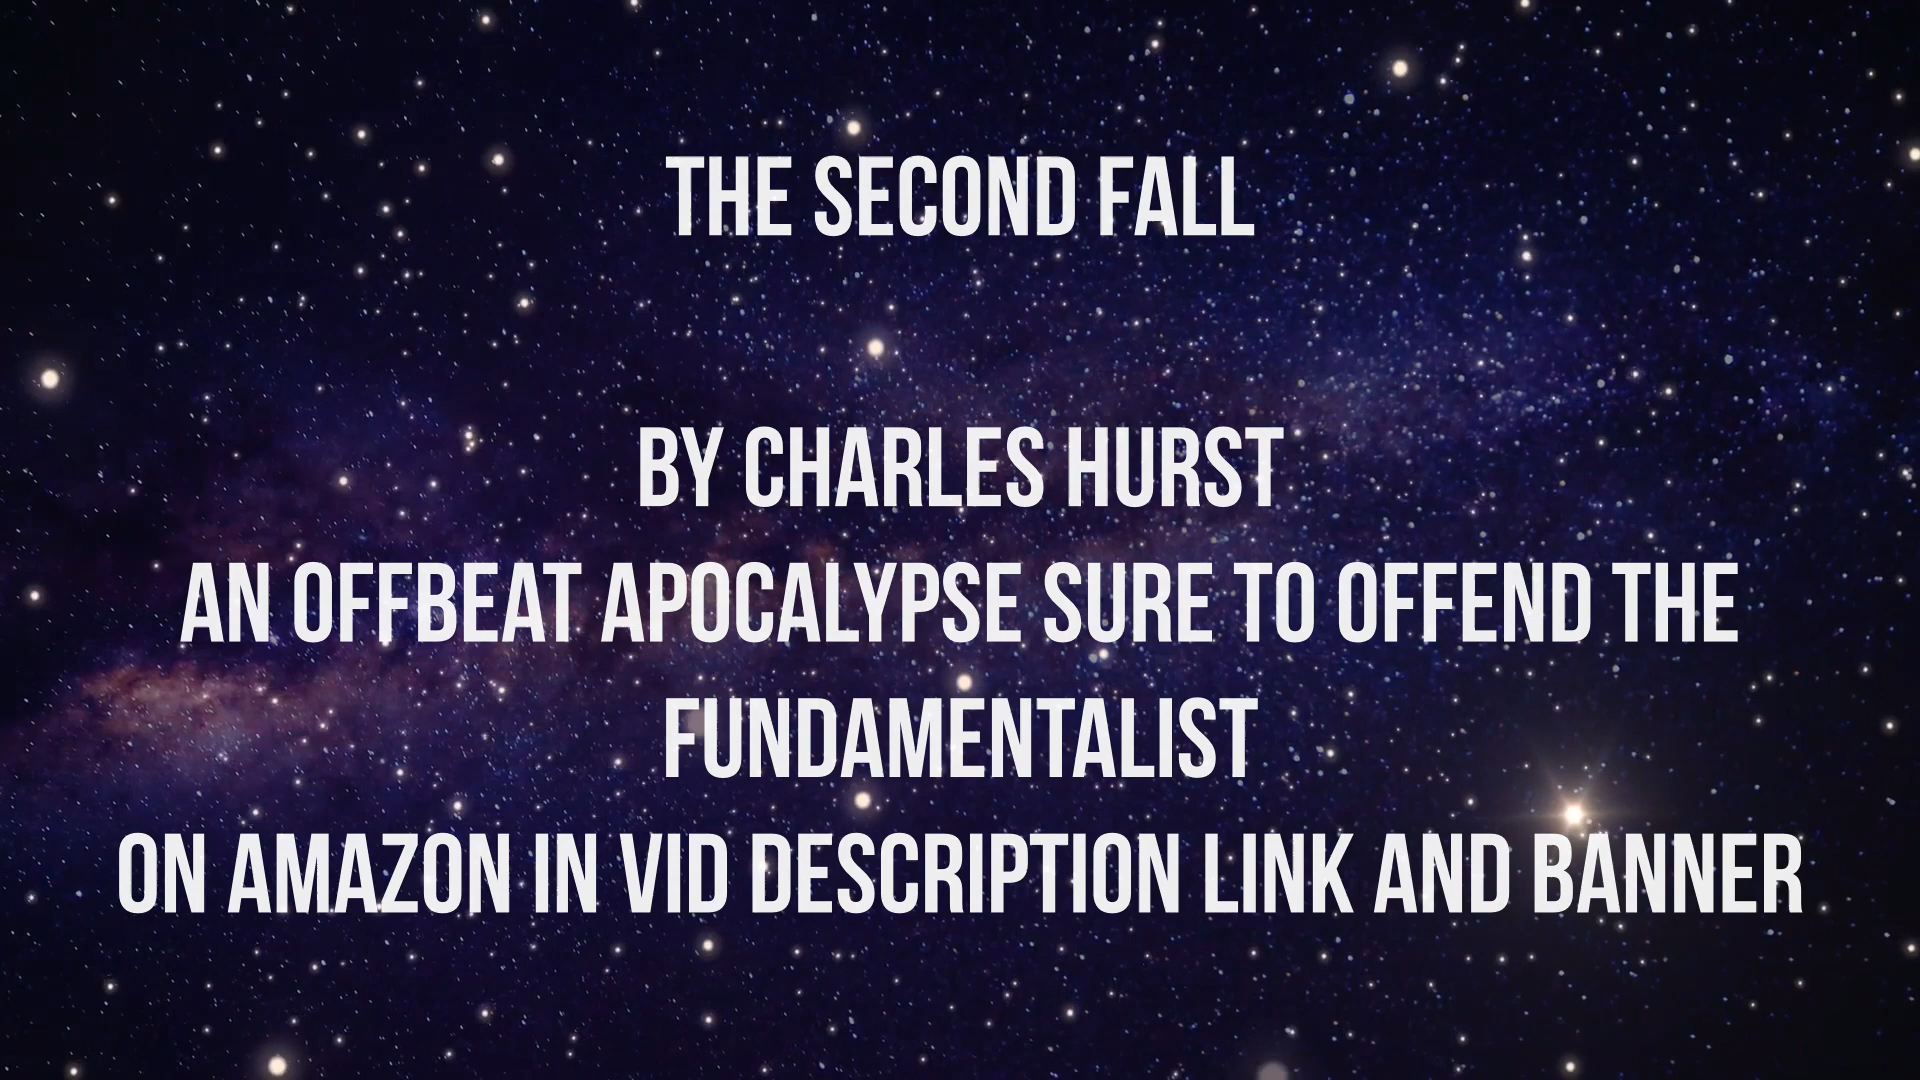 THE SECOND FALL
BY CHARLES HURST
AN OFFBEAT APOCALYPSE SURE TO OFFEND THE
FUNDAMENTALIST
ON AMAZON IN VID DESCRIPTION LINK AND BANNER